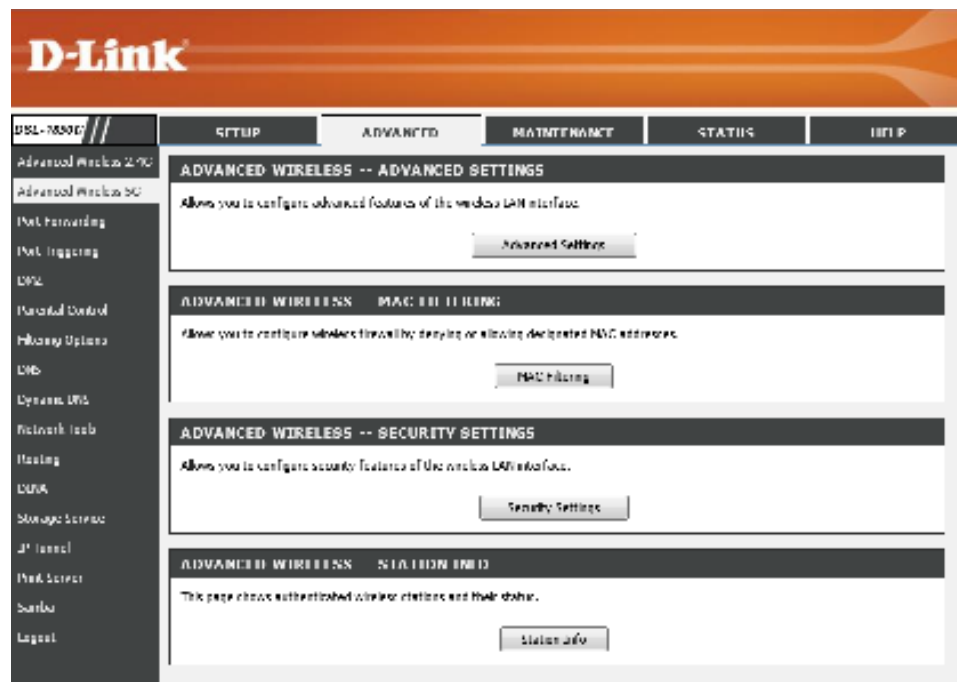 D-Link
SETUP
ADVANCED
MAINTENANCE
STATUS
HELP
Advanced Wireless 2.4G
Advanced Wireless 5G
Port Forwarding
Port Triggering
DMZ
Parental Control
Filtering Options
DNS
Dynamic DNS
Network Tools
Routing
DLNA
Storage Service
IP Tunnel
Print Server
Samba
Logout
ADVANCED WIRELESS -- ADVANCED SETTINGS
Allows you to configure advanced features of the wireless LAN interface.
Advanced Settings
ADVANCED WIRELESS -- MAC FILTERING
Allows you to configure wireless firewall by denying or allowing designated MAC addresses.
MAC Filtering
ADVANCED WIRELESS -- SECURITY SETTINGS
Allows you to configure security features of the wireless LAN interface.
Security Settings
ADVANCED WIRELESS -- STATION INFO
This page shows authenticated wireless stations and their status.
Station Info